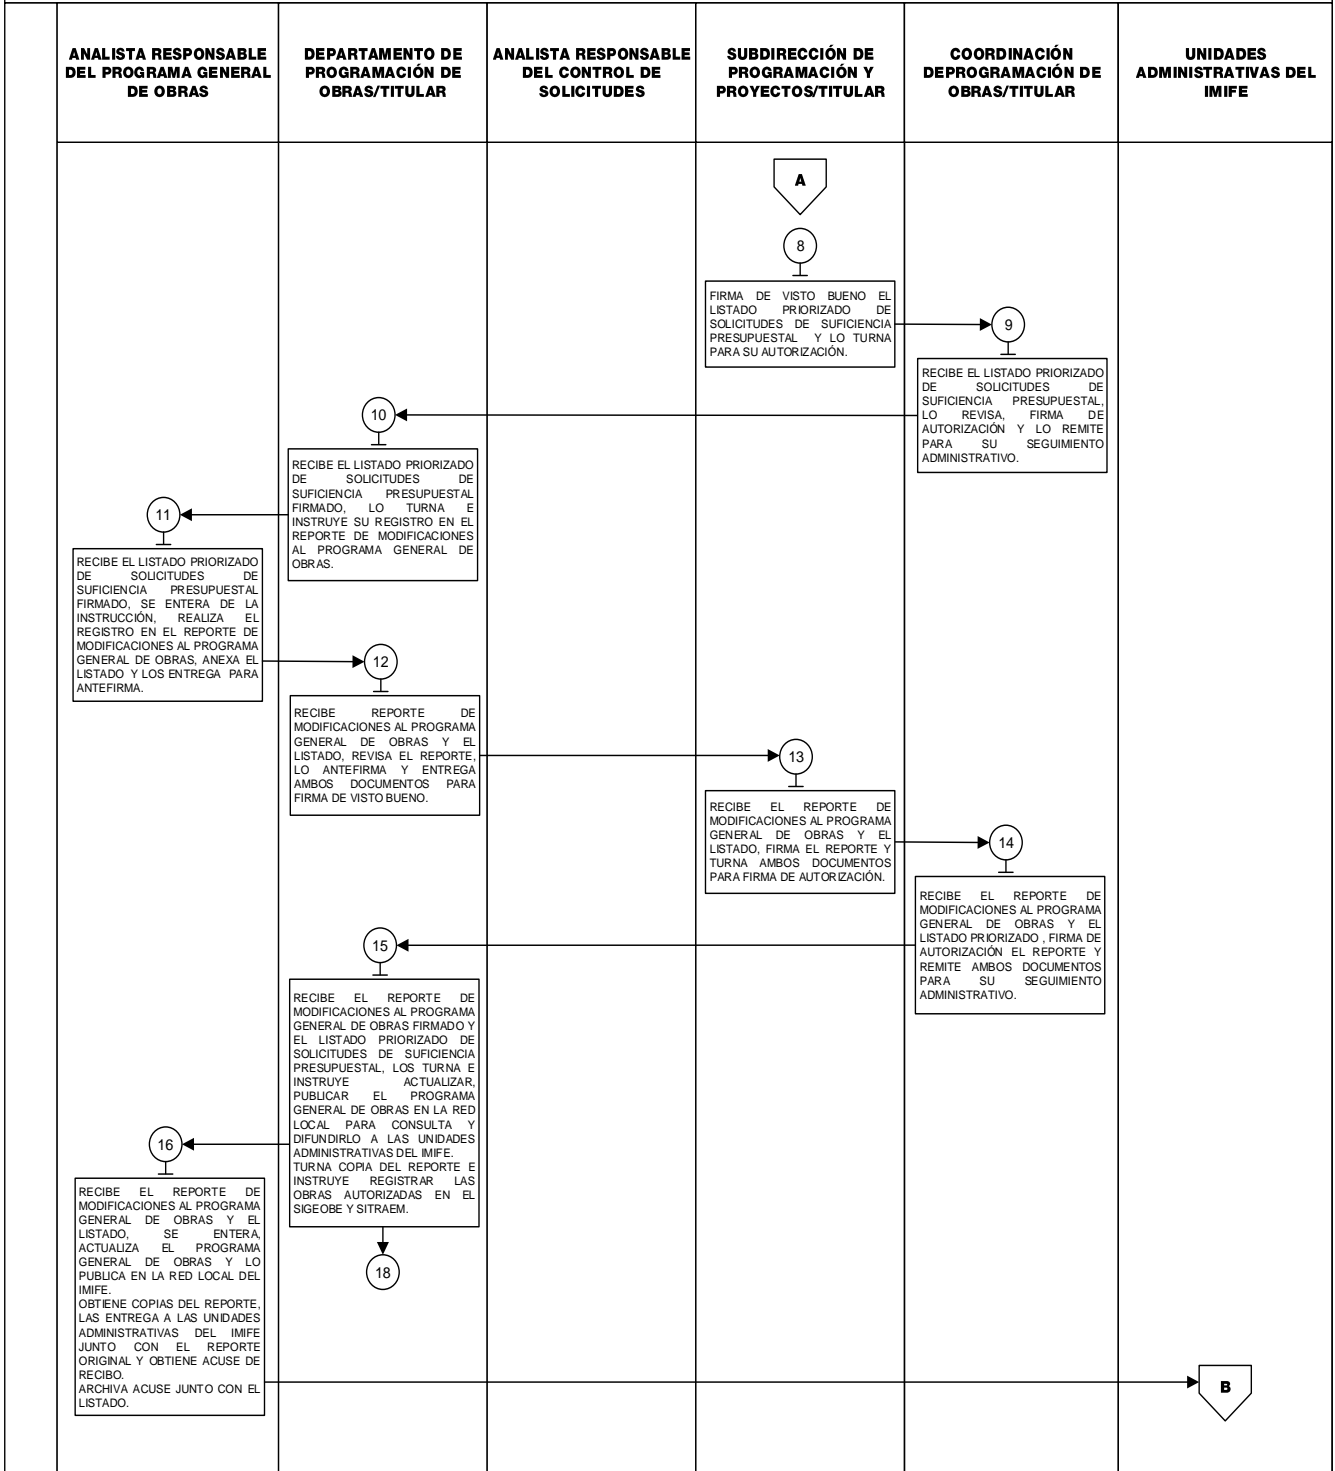 ANALISTA RESPONSABLE
DEL PROGRAMA GENERAL
DE OBRAS
DEPARTAMENTO DE
PROGRAMACIÓN DE
OBRAS/TITULAR
ANALISTA RESPONSABLE
DEL CONTROL DE
SOLICITUDES
SUBDIRECCIÓN DE
PROGRAMACIÓN Y
PROYECTOS/TITULAR
COORDINACIÓN
DEPROGRAMACIÓN DE
OBRAS/TITULAR
UNIDADES
ADMINISTRATIVAS DEL
IMIFE
A
8
FIRMA DE VISTO BUENO EL
LISTADO PRIORIZADO DE
SOLICITUDES DE SUFICIENCIA
PRESUPUESTAL Y LO TURNA
PARA SU AUTORIZACIÓN.
9
RECIBE EL LISTADO PRIORIZADO
DE SOLICITUDES DE
SUFICIENCIA PRESUPUESTAL,
LO REVISA, FIRMA DE
AUTORIZACIÓN Y LO REMITE
PARA SU SEGUIMIENTO
ADMINISTRATIVO.
10
RECIBE EL LISTADO PRIORIZADO
DE SOLICITUDES DE
SUFICIENCIA PRESUPUESTAL
FIRMADO, LO TURNA E
INSTRUYE SU REGISTRO EN EL
REPORTE DE MODIFICACIONES
AL PROGRAMA GENERAL DE
OBRAS.
11
RECIBE EL LISTADO PRIORIZADO
DE SOLICITUDES DE
SUFICIENCIA PRESUPUESTAL
FIRMADO, SE ENTERA DE LA
INSTRUCCIÓN, REALIZA EL
REGISTRO EN EL REPORTE DE
MODIFICACIONES AL PROGRAMA
GENERAL DE OBRAS, ANEXA EL
LISTADO Y LOS ENTREGA PARA
ANTEFIRMA.
12
RECIBE REPORTE DE
MODIFICACIONES AL PROGRAMA
GENERAL DE OBRAS Y EL
LISTADO, REVISA EL REPORTE,
LO ANTEFIRMA Y ENTREGA
AMBOS DOCUMENTOS PARA
FIRMA DE VISTO BUENO.
13
RECIBE EL REPORTE DE
MODIFICACIONES AL PROGRAMA
GENERAL DE OBRAS Y EL
LISTADO, FIRMA EL REPORTE Y
TURNA AMBOS DOCUMENTOS
PARA FIRMA DE AUTORIZACIÓN.
14
RECIBE EL REPORTE DE
MODIFICACIONES AL PROGRAMA
GENERAL DE OBRAS Y EL
LISTADO PRIORIZADO , FIRMA DE
AUTORIZACIÓN EL REPORTE Y
REMITE AMBOS DOCUMENTOS
PARA SU SEGUIMIENTO
ADMINISTRATIVO.
15
RECIBE EL REPORTE DE
MODIFICACIONES AL PROGRAMA
GENERAL DE OBRAS FIRMADO Y
EL LISTADO PRIORIZADO DE
SOLICITUDES DE SUFICIENCIA
PRESUPUESTAL, LOS TURNA E
INSTRUYE ACTUALIZAR,
PUBLICAR EL PROGRAMA
GENERAL DE OBRAS EN LA RED
LOCAL PARA CONSULTA Y
DIFUNDIRLO A LAS UNIDADES
ADMINISTRATIVAS DEL IMIFE.
TURNA COPIA DEL REPORTE E
INSTRUYE REGISTRAR LAS
OBRAS AUTORIZADAS EN EL
SIGEOBE Y SITRAEM.
18
16
RECIBE EL REPORTE DE
MODIFICACIONES AL PROGRAMA
GENERAL DE OBRAS Y EL
LISTADO, SE ENTERA,
ACTUALIZA EL PROGRAMA
GENERAL DE OBRAS Y LO
PUBLICA EN LA RED LOCAL DEL
IMIFE.
OBTIENE COPIAS DEL REPORTE,
LAS ENTREGA A LAS UNIDADES
ADMINISTRATIVAS DEL IMIFE
JUNTO CON EL REPORTE
ORIGINAL Y OBTIENE ACUSE DE
RECIBO.
ARCHIVA ACUSE JUNTO CON EL
LISTADO.
B